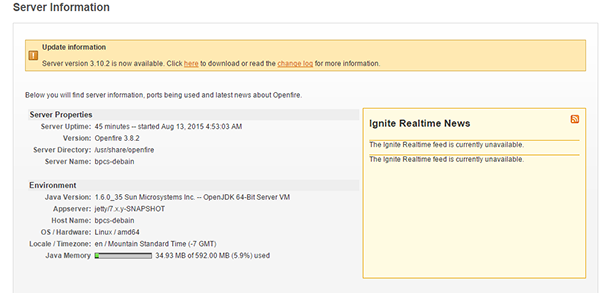 Server Information
Update information
Server version 3.10.2 is now available. Click here to download or read the change log for more information.
Below you will find server information, ports being used and latest news about Openfire.
Server Properties
Server Uptime: 45 minutes -- started Aug 13, 2015 4:53:03 AM
Version: Openfire 3.8.2
Server Directory: /usr/share/openfire
Server Name: bpcs-debain
Environment
Java Version: 1.6.0_35 Sun Microsystems Inc. -- OpenJDK 64-Bit Server VM
Appserver: jetty/7.x.y-SNAPSHOT
Host Name: bpcs-debain
OS / Hardware: Linux / amd64
Locale / Timezone: en / Mountain Standard Time (-7 GMT)
Java Memory 34.93 MB of 592.00 MB (5.9%) used
Ignite Realtime News
The Ignite Realtime feed is currently unavailable.
The Ignite Realtime feed is currently unavailable.